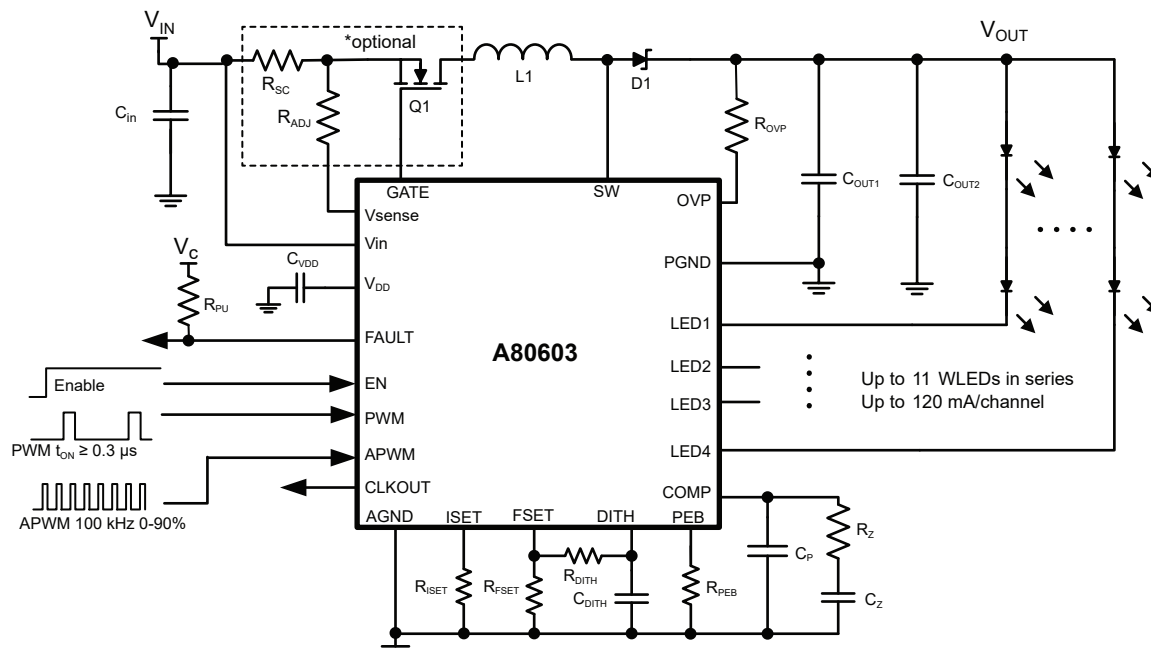 VIN
*optional
VOUT
RSC
Q1
L1
D1
Cin
RADJ
ROVP
COUT1
COUT2
GATE
SW
OVP
Vsense
Vin
VC
CVDD
VDD
PGND
RPU
FAULT
LED1
A80603
Enable
EN
LED2
Up to 11 WLEDs in series
PWM
LED3
Up to 120 mA/channel
PWM tON ≥ 0.3 µs
APWM
LED4
CLKOUT
COMP
APWM 100 kHz 0-90%
AGND
ISET
FSET
DITH
PEB
RISET
RFSET
RDITH
CDITH
RPEB
CP
RZ
CZ